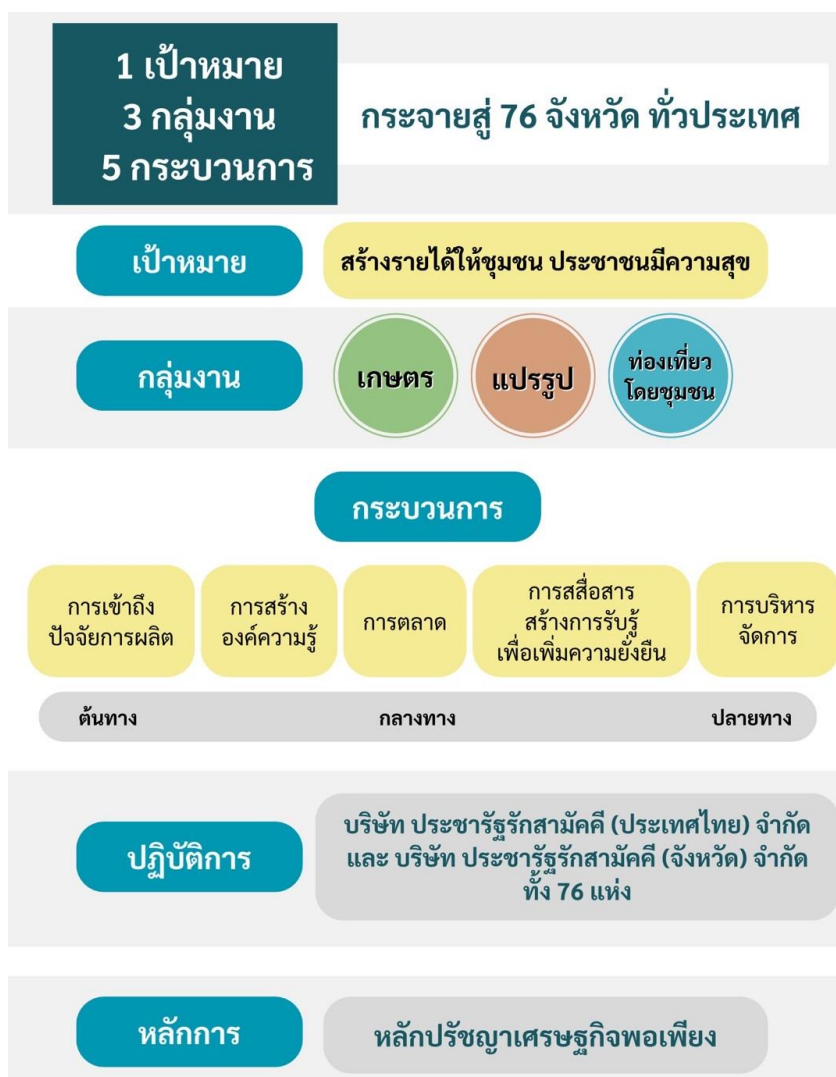 1 เป้าหมาย
3 กลุ่มงาน
5 กระบวนการ
กระจายสู่ 76 จังหวัด ทั่วประเทศ
เป้าหมาย
สร้างรายได้ให้ชุมชน ประชาชนมีความสุข
กลุ่มงาน
เกษตร
แปรรูป
ท่องเที่ยว
โดยชุมชน
กระบวนการ
การเข้าถึง
ปัจจัยการผลิต
การสร้าง
องค์ความรู้
การตลาด
การสสื่อสาร
สร้างการรับรู้
เพื่อเพิ่มความยั่งยืน
การบริหาร
จัดการ
ต้นทาง
กลางทาง
ปลายทาง
ปฏิบัติการ
บริษัท ประชารัฐรักสามัคคี (ประเทศไทย) จำกัด
และ บริษัท ประชารัฐรักสามัคคี (จังหวัด) จำกัด
ทั้ง 76 แห่ง
หลักการ
หลักปรัชญาเศรษฐกิจพอเพียง